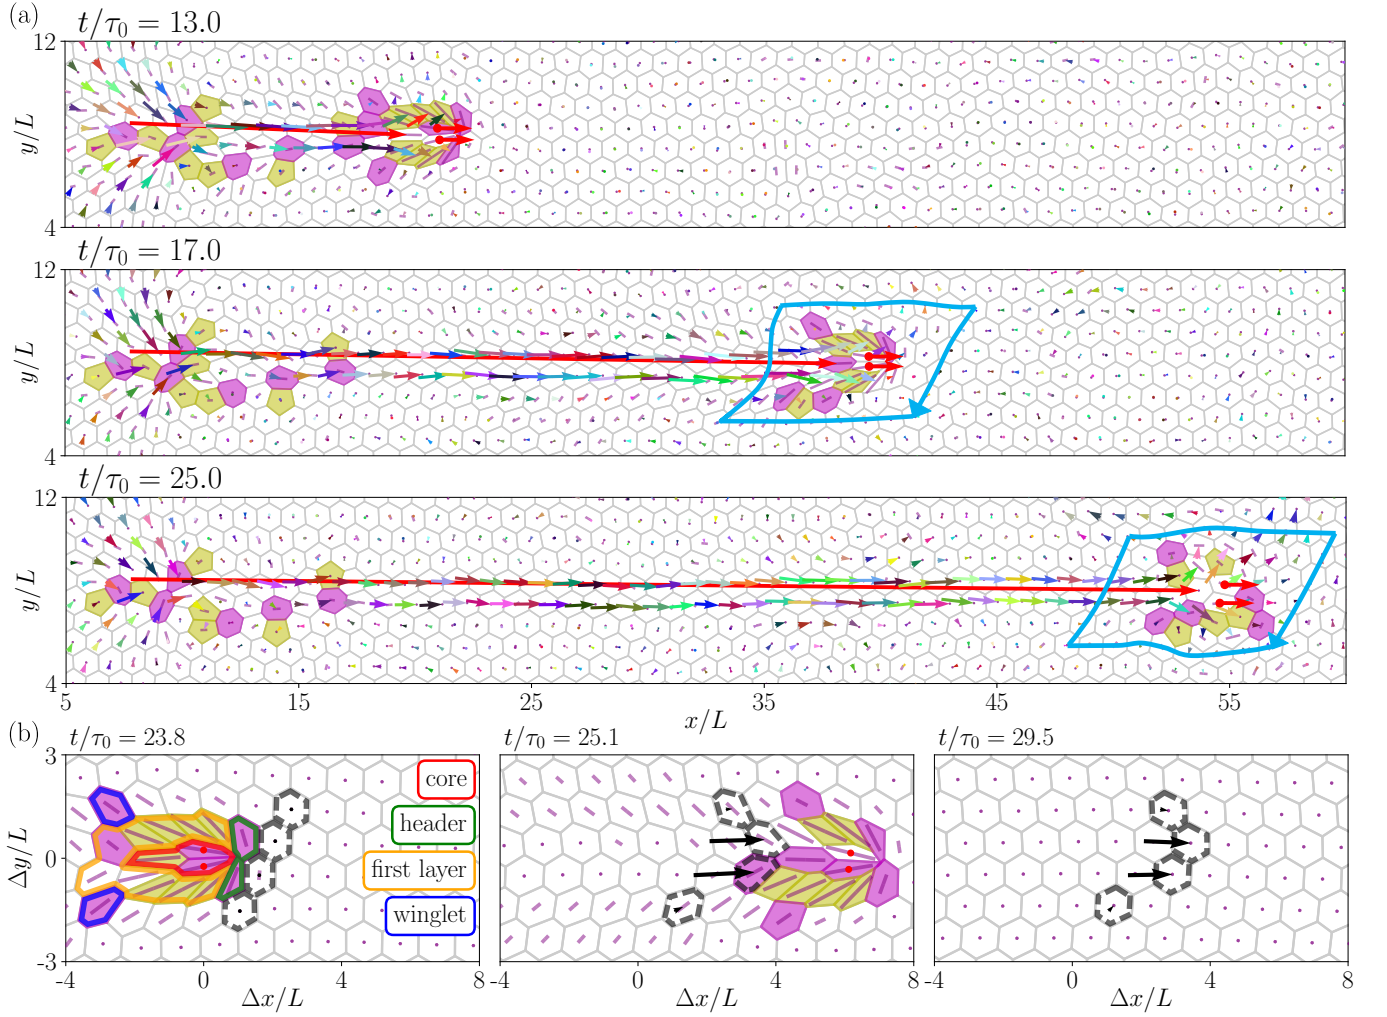 (a)
t/τ₀ = 13.0
12
y/L
4
t/τ₀ = 17.0
12
y/L
4
t/τ₀ = 25.0
12
y/L
4
5 15 25 35 45 55
x/L
(b)
t/τ₀ = 23.8 t/τ₀ = 25.1 t/τ₀ = 29.5
3
core
header
Δy/L
0
first layer
winglet
-3
-4 0 4 8 -4 0 4 8 -4 0 4 8
Δx/L Δx/L Δx/L